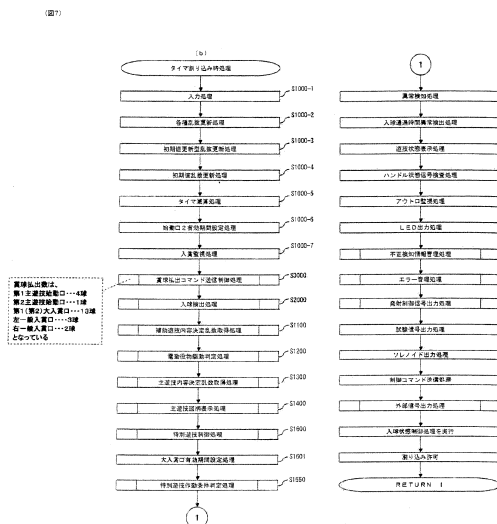 (図7)
(b)
タイマ割り込み時処理
入力処理
S1000-1
各種乱数更新処理
S1000-2
初期値更新型乱数更新処理
S1000-3
初期値乱数更新処理
S1000-4
タイマ減算処理
S1000-5
始動口2有効期間設定処理
S1000-6
入賞監視処理
S1000-7
賞球払出コマンド送信制御処理
S3000
入球検出処理
S2000
補助遊技内容決定乱数取得処理
S1100
電動役物駆動判定処理
S1200
主遊技内容決定乱数取得処理
S1300
主遊技図柄表示処理
S1400
特別遊技制御処理
S1600
大入賞口有効期間設定処理
S1601
特別遊技作動条件判定処理
S1550
1
賞球払出数は、
第1主遊技始動口・・・4球
第2主遊技始動口・・・1球
第1(第2)大入賞口・・・13球
左一般入賞口・・・・3球
右一般入賞口・・・2球
となっている
1
異常検知処理
入球通過時間異常検出処理
遊技状態表示処理
ハンドル状態信号検査処理
アウトロ監視処理
LED出力処理
不正検知情報管理処理
エラー管理処理
発射制御信号出力処理
試験信号出力処理
ソレノイド出力処理
制御コマンド送信処理
外部信号出力処理
入球状態制御処理を実行
割り込み許可
RETURN I